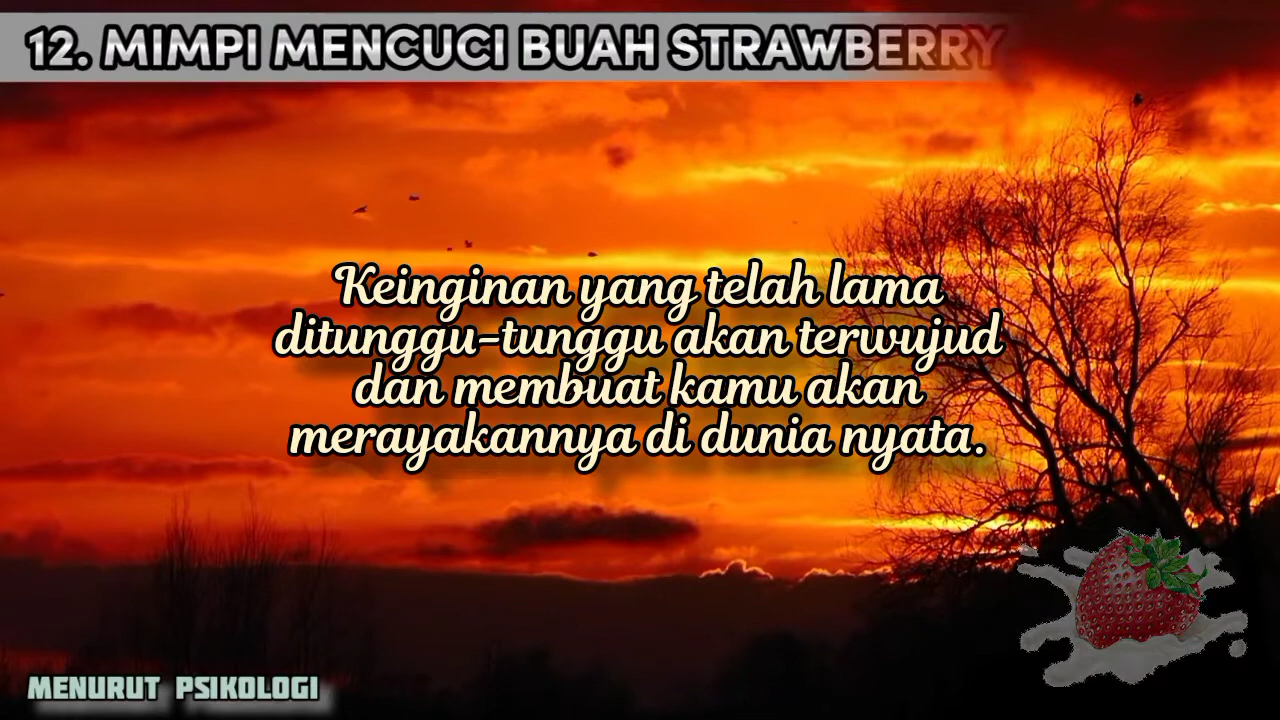 12. MIMPI MENCUCI BUAH STRAWBERRY
Keinginan yang telah lama
ditunggu-tunggu akan terwujud
dan membuat kamu akan
merayakannya di dunia nyata.
MENURUT PSIKOLOGI